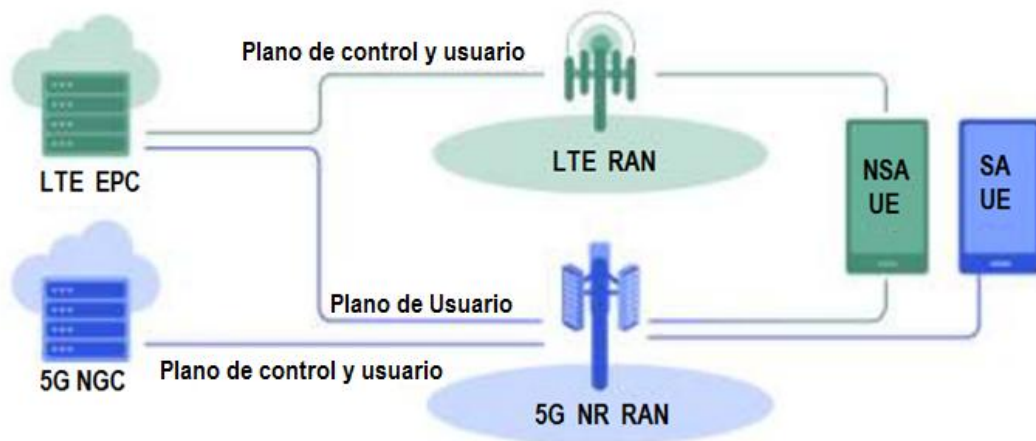 Plano de control y usuario
LTE EPC
LTE RAN
NSA
UE
SA
UE
Plano de Usuario
Plano de control y usuario
5G NGC
5G NR RAN